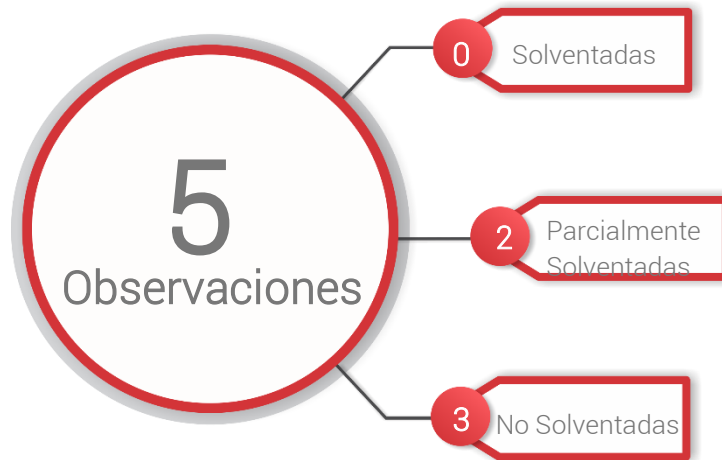 0
Solventadas
5
Observaciones
2
Parcialmente
Solventadas
3
No Solventadas